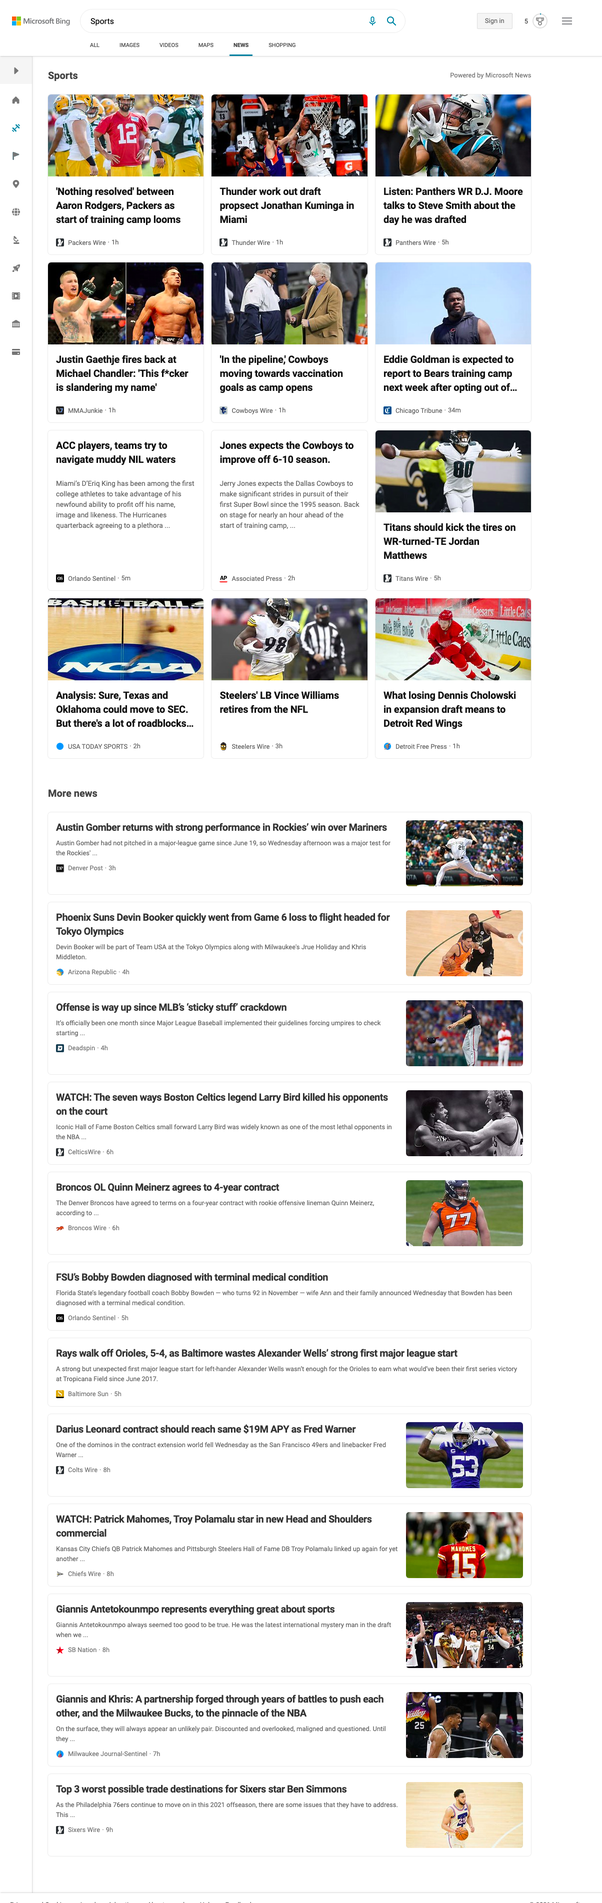 Microsoft Bing
Sports
Sign in
5
ALL
IMAGES
VIDEOS
MAPS
NEWS
SHOPPING
Sports
Powered by Microsoft News
'Nothing resolved' between
Aaron Rodgers, Packers as
start of training camp looms
Packers Wire · 1h
Thunder work out draft
propsect Jonathan Kuminga in
Miami
Thunder Wire · 1h
Listen: Panthers WR D.J. Moore
talks to Steve Smith about the
day he was drafted
Panthers Wire · 5h
Justin Gaethje fires back at
Michael Chandler: 'This f*cker
is slandering my name'
MMAJunkie · 1h
'In the pipeline,' Cowboys
moving towards vaccination
goals as camp opens
Cowboys Wire · 1h
Eddie Goldman is expected to
report to Bears training camp
next week after opting out of...
Chicago Tribune · 34m
ACC players, teams try to
navigate muddy NIL waters
Miami's D'Eriq King has been among the first
college athletes to take advantage of his
newfound ability to profit off his name,
image and likeness. The Hurricanes
quarterback agreeing to a plethora ...
Orlando Sentinel · 5m
Jones expects the Cowboys to
improve off 6-10 season.
Jerry Jones expects the Dallas Cowboys to
make significant strides in pursuit of their
first Super Bowl since the 1995 season. Back
on stage for nearly an hour ahead of the
start of training camp, ...
AP Associated Press · 2h
80
Titans should kick the tires on
WR-turned-TE Jordan
Matthews
Titans Wire · 5h
BASKETBALL
NCAA
Analysis: Sure, Texas and
Oklahoma could move to SEC.
But there's a lot of roadblocks...
USA TODAY SPORTS · 2h
98
Steelers' LB Vince Williams
retires from the NFL
Steelers Wire · 3h
Little Caesars
What losing Dennis Cholowski
in expansion draft means to
Detroit Red Wings
Detroit Free Press · 1h
More news
Austin Gomber returns with strong performance in Rockies' win over Mariners
Austin Gomber had not pitched in a major-league game since June 19, so Wednesday afternoon was a major test for
the Rockies' ...
Denver Post · 3h
Phoenix Suns Devin Booker quickly went from Game 6 loss to flight headed for
Tokyo Olympics
Devin Booker will be part of Team USA at the Tokyo Olympics along with Milwaukee's Jrue Holiday and Khris
Middleton.
Arizona Republic · 4h
Offense is way up since MLB's 'sticky stuff' crackdown
It's officially been one month since Major League Baseball implemented their guidelines forcing umpires to check
starting ...
Deadspin · 4h
WATCH: The seven ways Boston Celtics legend Larry Bird killed his opponents
on the court
Iconic Hall of Fame Boston Celtics small forward Larry Bird was widely known as one of the most lethal opponents in
the NBA ...
CelticsWire · 6h
Broncos OL Quinn Meinerz agrees to 4-year contract
The Denver Broncos have agreed to terms on a four-year contract with rookie offensive lineman Quinn Meinerz,
according to ...
Broncos Wire · 6h
77
FSU's Bobby Bowden diagnosed with terminal medical condition
Florida State's legendary football coach Bobby Bowden — who turns 92 in November — wife Ann and their family announced Wednesday that Bowden has been
diagnosed with a terminal medical condition.
Orlando Sentinel · 5h
Rays walk off Orioles, 5-4, as Baltimore wastes Alexander Wells' strong first major league start
A strong but unexpected first major league start for left-hander Alexander Wells wasn't enough for the Orioles to earn what would've been their first series victory
at Tropicana Field since June 2017.
Baltimore Sun · 5h
Darius Leonard contract should reach same $19M APY as Fred Warner
One of the dominos in the contract extension world fell Wednesday as the San Francisco 49ers and linebacker Fred
Warner ...
Colts Wire · 8h
53
WATCH: Patrick Mahomes, Troy Polamalu star in new Head and Shoulders
commercial
Kansas City Chiefs QB Patrick Mahomes and Pittsburgh Steelers Hall of Fame DB Troy Polamalu linked up again for yet
another ...
Chiefs Wire · 8h
MAHOMES
15
Giannis Antetokounmpo represents everything great about sports
Giannis Antetokounmpo always seemed too good to be true. He was the latest international mystery man in the draft
when we ...
SB Nation · 8h
Giannis and Khris: A partnership forged through years of battles to push each
other, and the Milwaukee Bucks, to the pinnacle of the NBA
On the surface, they will always appear an unlikely pair. Discounted and overlooked, maligned and questioned. Until
they ...
Milwaukee Journal-Sentinel · 7h
25
Top 3 worst possible trade destinations for Sixers star Ben Simmons
As the Philadelphia 76ers continue to move on in this 2021 offseason, there are some issues that they have to address.
This ...
Sixers Wire · 9h